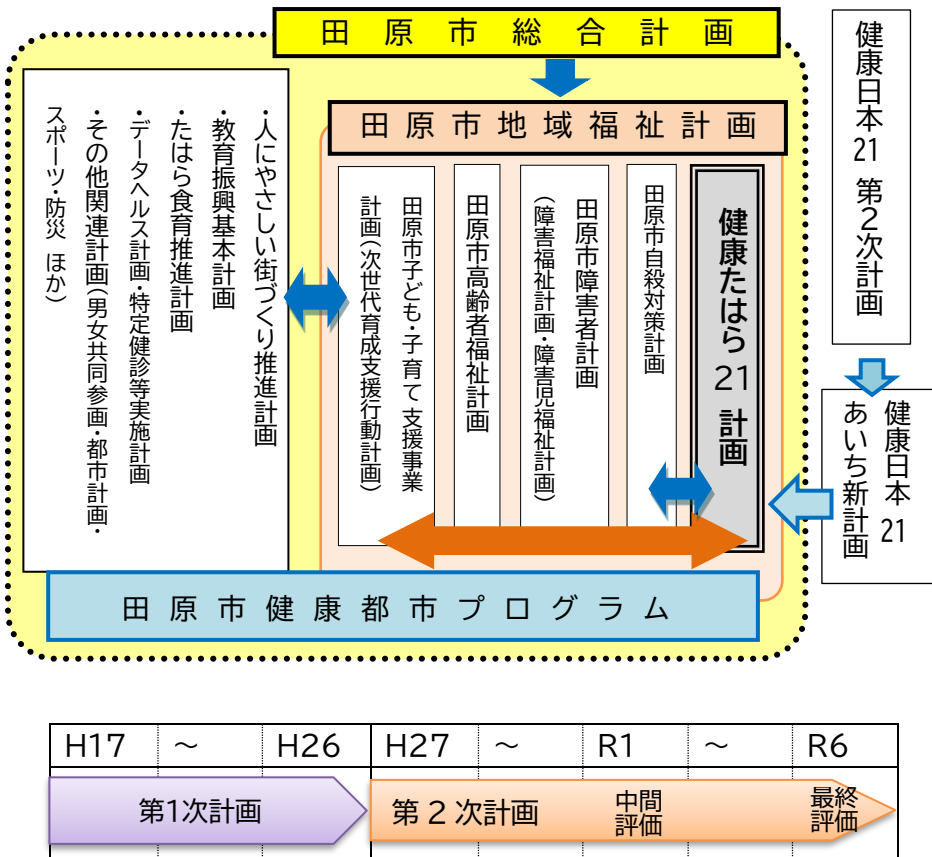 田原市総合計画
田原市地域福祉計画
健康たはら21計画
田原市自殺対策計画
田原市障害者計画
(障害福祉計画・障害児福祉計画)
田原市高齢者福祉計画
田原市子ども・子育て支援事業
計画(次世代育成支援行動計画)
・人にやさしい街づくり推進計画
・教育振興基本計画
・たはら食育推進計画
・データヘルス計画・特定健診等実施計画
・その他関連計画(男女共同参画・都市計画・
スポーツ・防災 ほか)
田原市健康都市プログラム
健康日本21 第2次計画
健康日本21
あいち新計画
H17 ～ H26 H27 ～ R1 ～ R6
第1次計画
第2次計画
中間
評価
最終
評価